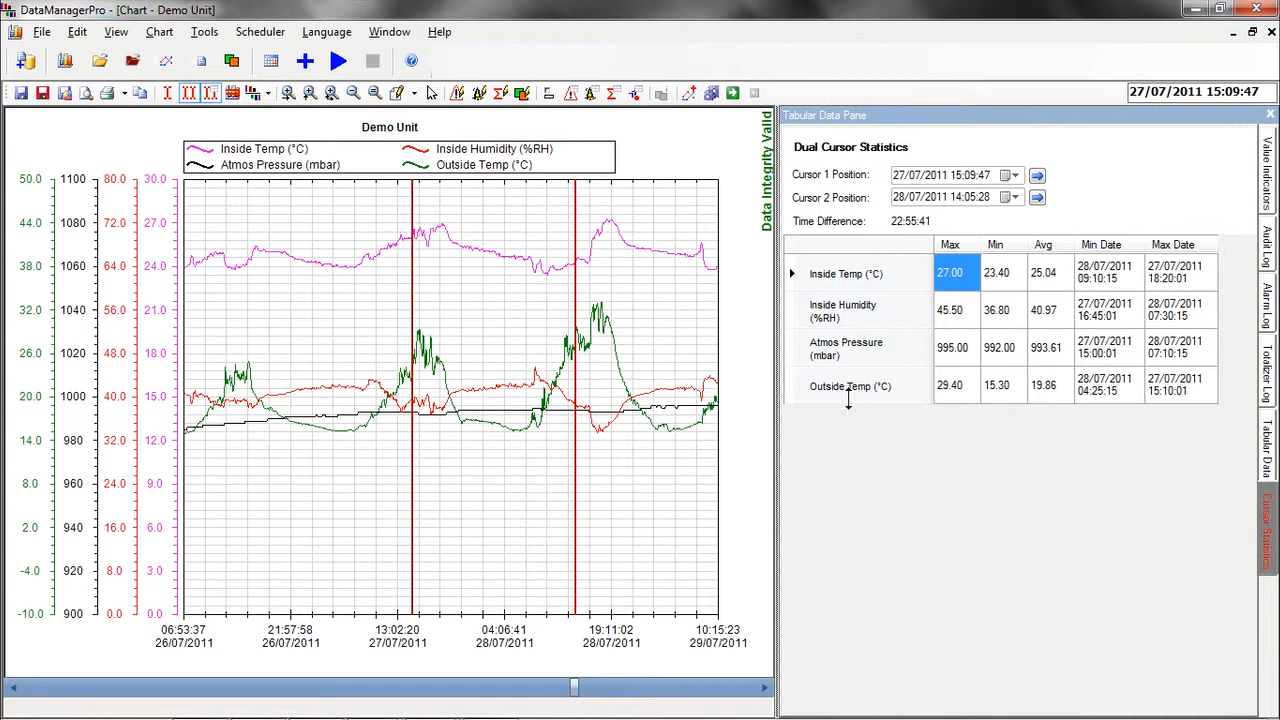 DataManagerPro - [Chart - Demo Unit]
File Edit View Chart Tools Scheduler Language Window Help
27/07/2011 15:09:47
Tabular Data Pane
Demo Unit
Inside Temp (°C) Inside Humidity (%RH)
Atmos Pressure (mbar) Outside Temp (°C)
Data Integrity Valid
50.0 1100 80.0 30.0
44.0 1080 72.0 27.0
38.0 1060 64.0 24.0
32.0 1040 56.0 21.0
26.0 1020 48.0 18.0
20.0 1000 40.0 15.0
14.0 980 32.0 12.0
8.0 960 24.0 9.0
2.0 940 16.0 6.0
-4.0 920 8.0 3.0
-10.0 900 0.0 0.0
06:53:37 21:57:58 13:02:20 04:06:41 19:11:02 10:15:23
26/07/2011 26/07/2011 27/07/2011 28/07/2011 28/07/2011 29/07/2011
Dual Cursor Statistics
Cursor 1 Position: 27/07/2011 15:09:47
Cursor 2 Position: 28/07/2011 14:05:28
Time Difference: 22:55:41
Max Min Avg Min Date Max Date
Inside Temp (°C) 27.00 23.40 25.04 28/07/2011 09:10:15 27/07/2011 18:20:01
Inside Humidity (%RH) 45.50 36.80 40.97 27/07/2011 16:45:01 28/07/2011 07:30:15
Atmos Pressure (mbar) 995.00 992.00 993.61 27/07/2011 15:00:01 28/07/2011 07:10:15
Outside Temp (°C) 29.40 15.30 19.86 28/07/2011 04:25:15 27/07/2011 15:10:01
Value Indicators
Audit Log
Alarm Log
Totalizer Log
Tabular Data
Cursor Statistics